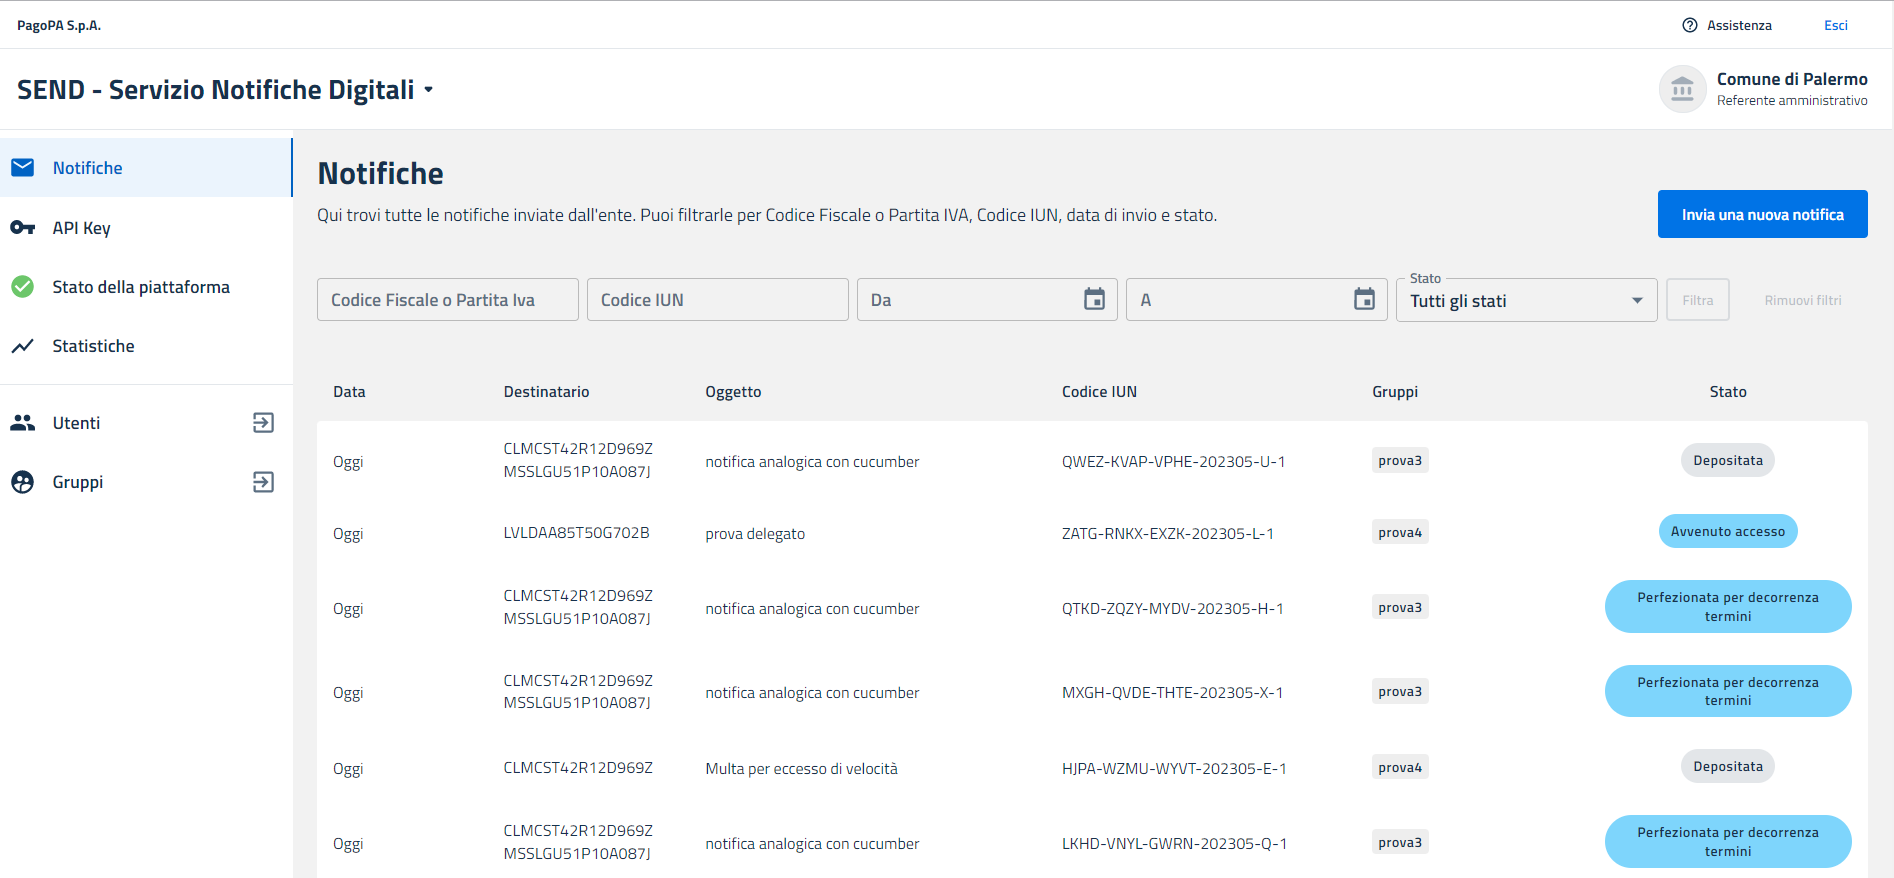 PagoPA S.p.A.
Assistenza
Esci
SEND - Servizio Notifiche Digitali
Comune di Palermo
Referente amministrativo
Notifiche
API Key
Stato della piattaforma
Statistiche
Utenti
Gruppi
Notifiche
Qui trovi tutte le notifiche inviate dall'ente. Puoi filtrarle per Codice Fiscale o Partita IVA, Codice IUN, data di invio e stato.
Invia una nuova notifica
Codice Fiscale o Partita Iva
Codice IUN
Da
A
Stato
Tutti gli stati
Filtra
Rimuovi filtri
Data Destinatario Oggetto Codice IUN Gruppi Stato
Oggi
CLMCST42R12D969Z
MSSLGU51P10A087J
notifica analogica con cucumber
QWEZ-KVAP-VPHE-202305-U-1
prova3
Depositata
Oggi
LVLDAA85T50G702B
prova delegato
ZATG-RNKX-EXZK-202305-L-1
prova4
Avvenuto accesso
Oggi
CLMCST42R12D969Z
MSSLGU51P10A087J
notifica analogica con cucumber
QTKD-ZQZY-MYDV-202305-H-1
prova3
Perfezionata per decorrenza
termini
Oggi
CLMCST42R12D969Z
MSSLGU51P10A087J
notifica analogica con cucumber
MXGH-QVDE-THTE-202305-X-1
prova3
Perfezionata per decorrenza
termini
Oggi
CLMCST42R12D969Z
Multa per eccesso di velocità
HJPA-WZMU-WYVT-202305-E-1
prova4
Depositata
Oggi
CLMCST42R12D969Z
MSSLGU51P10A087J
notifica analogica con cucumber
LKHD-VNYL-GWRN-202305-Q-1
prova3
Perfezionata per decorrenza
termini